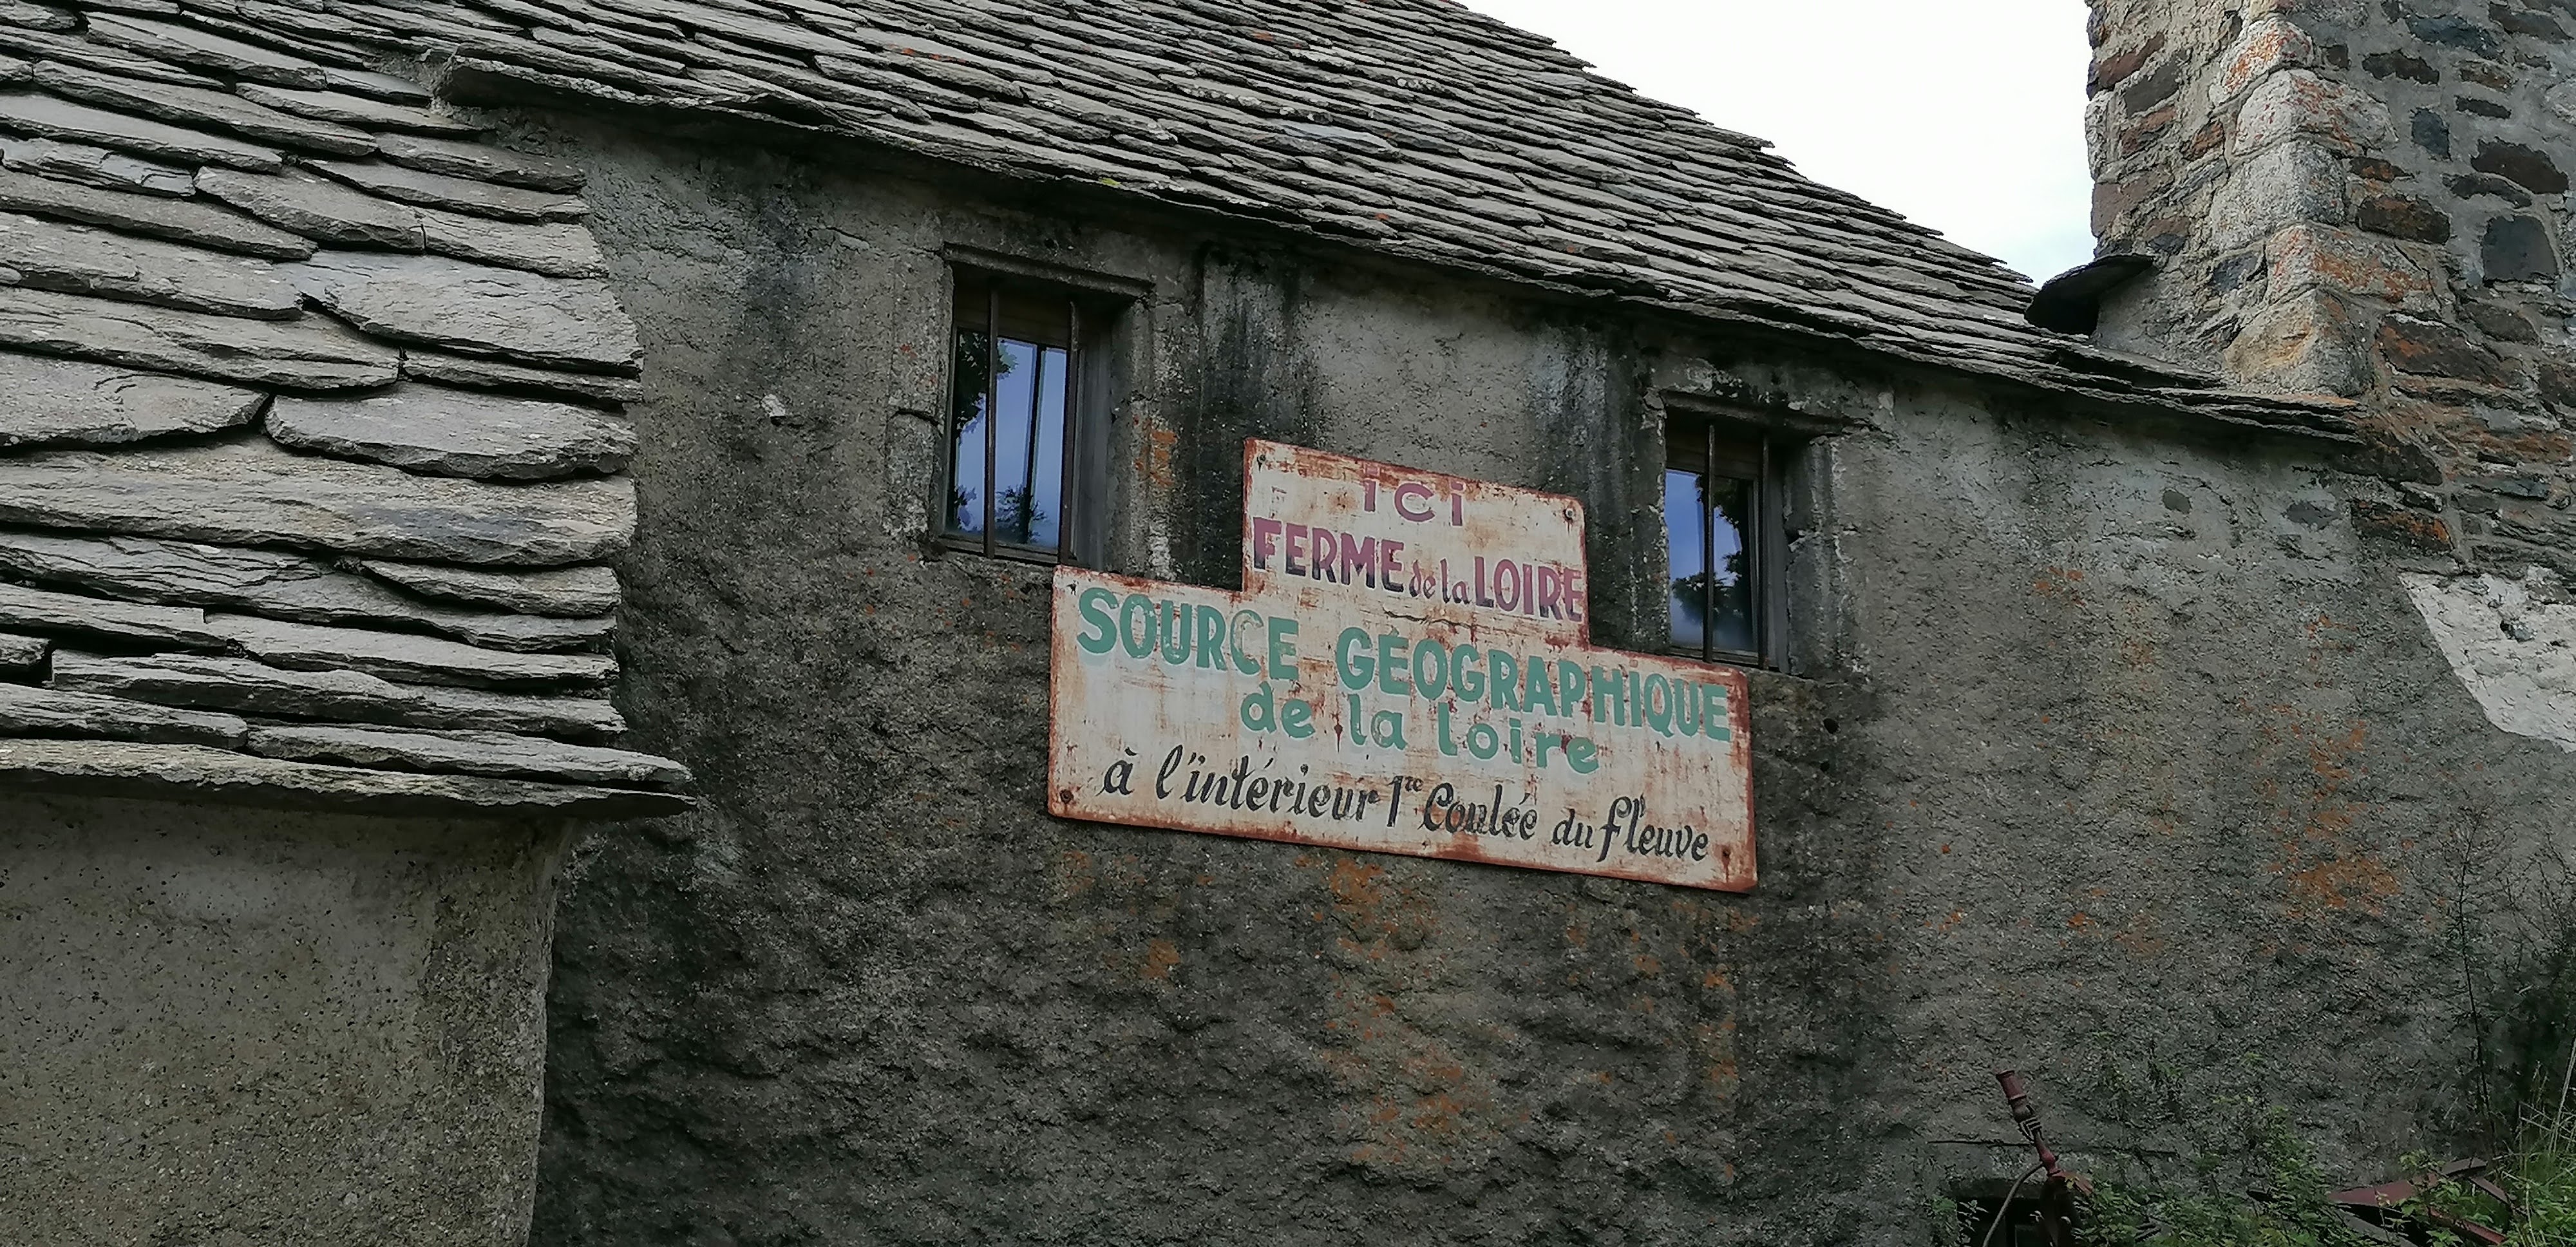 ici
FERME de la LOIRE
SOURCE GÉOGRAPHIQUE
de la loire
à l'intérieur 1re Coulée du fleuve